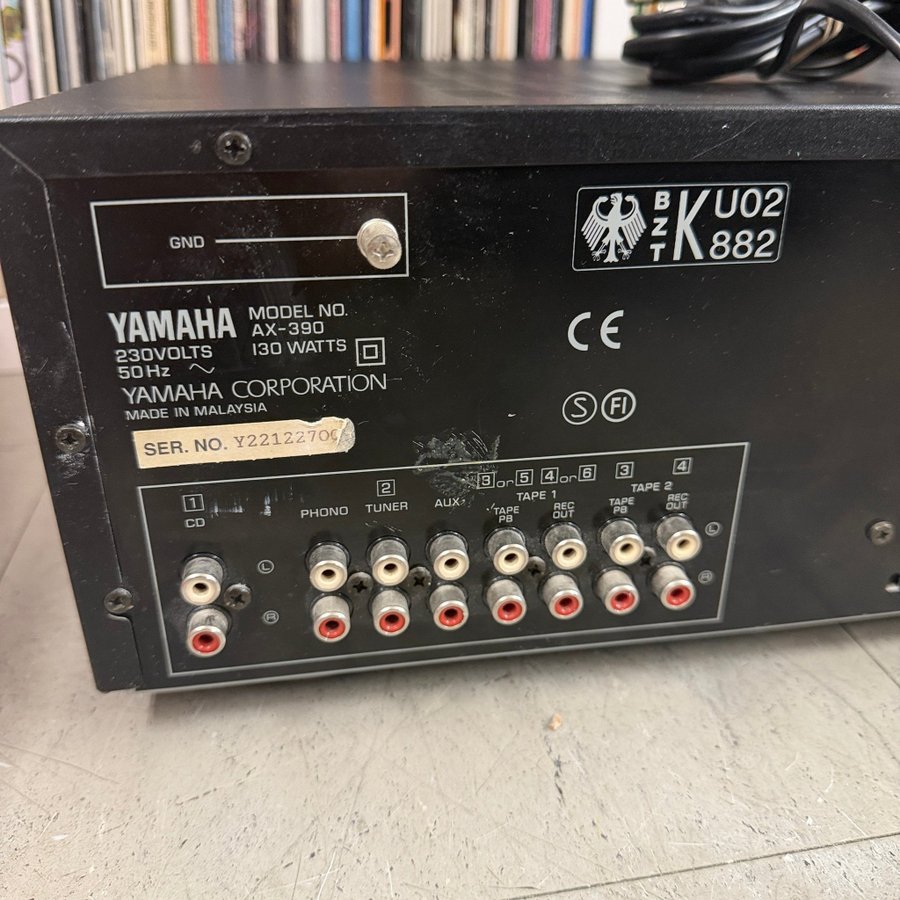 GND
B
Z
T
K U02
882
YAMAHA MODEL NO.
AX-390
230VOLTS 130 WATTS
50Hz
YAMAHA CORPORATION
MADE IN MALAYSIA
CE
S FI
SER. NO. Y2212270
1
CD
PHONO
2
TUNER
AUX
3 or 5 4 or 6
TAPE 1
TAPE PB
REC OUT
3 4
TAPE 2
TAPE PB
REC OUT
L
R
L
R